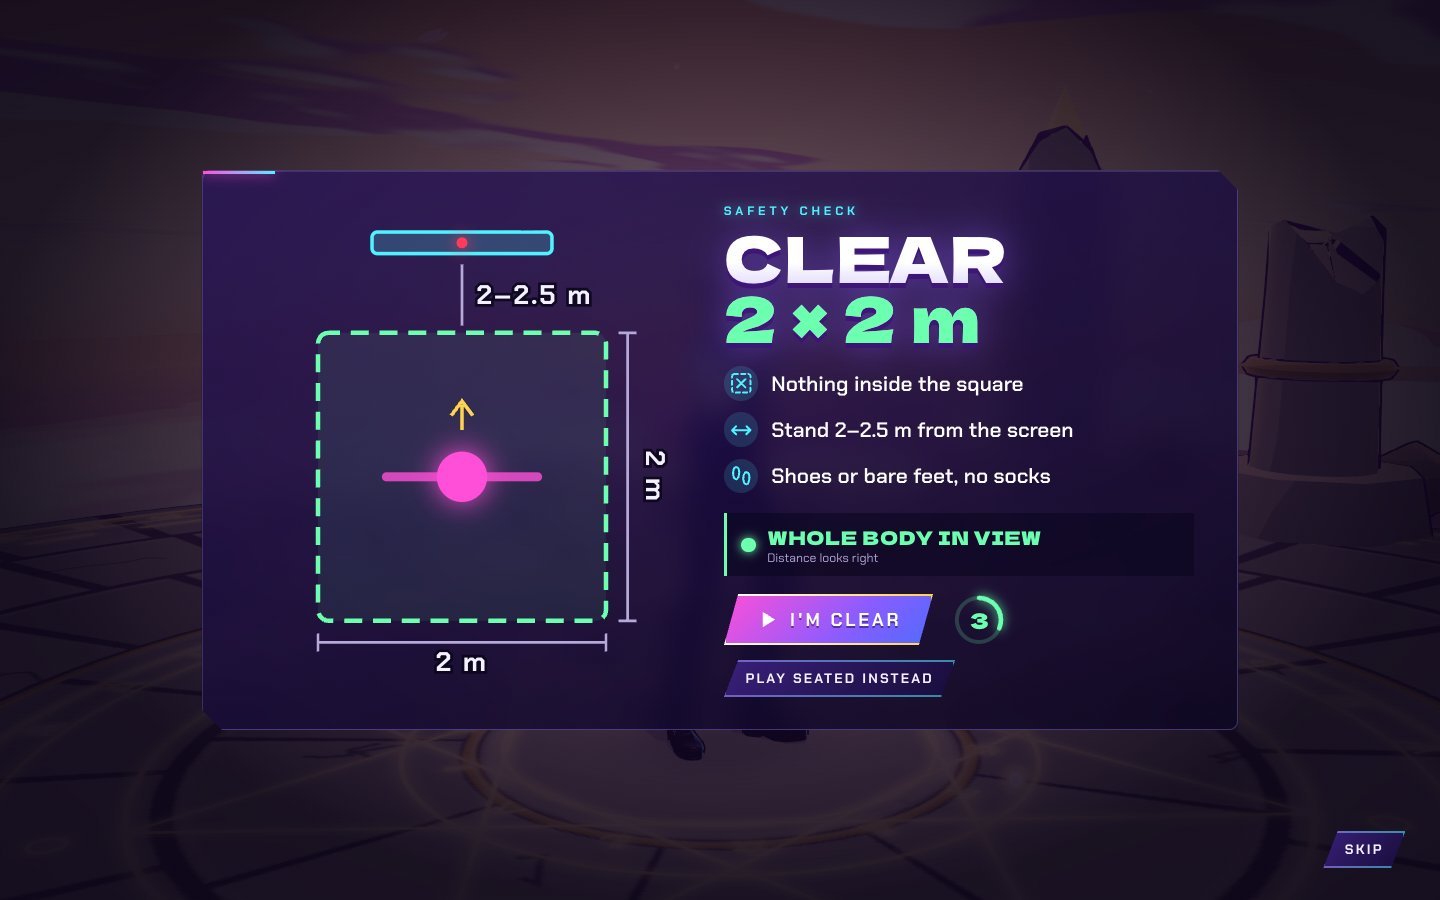 2–2.5 m
2 m
2 m
SAFETY CHECK
CLEAR
2 × 2 m
Nothing inside the square
Stand 2–2.5 m from the screen
Shoes or bare feet, no socks
WHOLE BODY IN VIEW
Distance looks right
I'M CLEAR
3
PLAY SEATED INSTEAD
SKIP